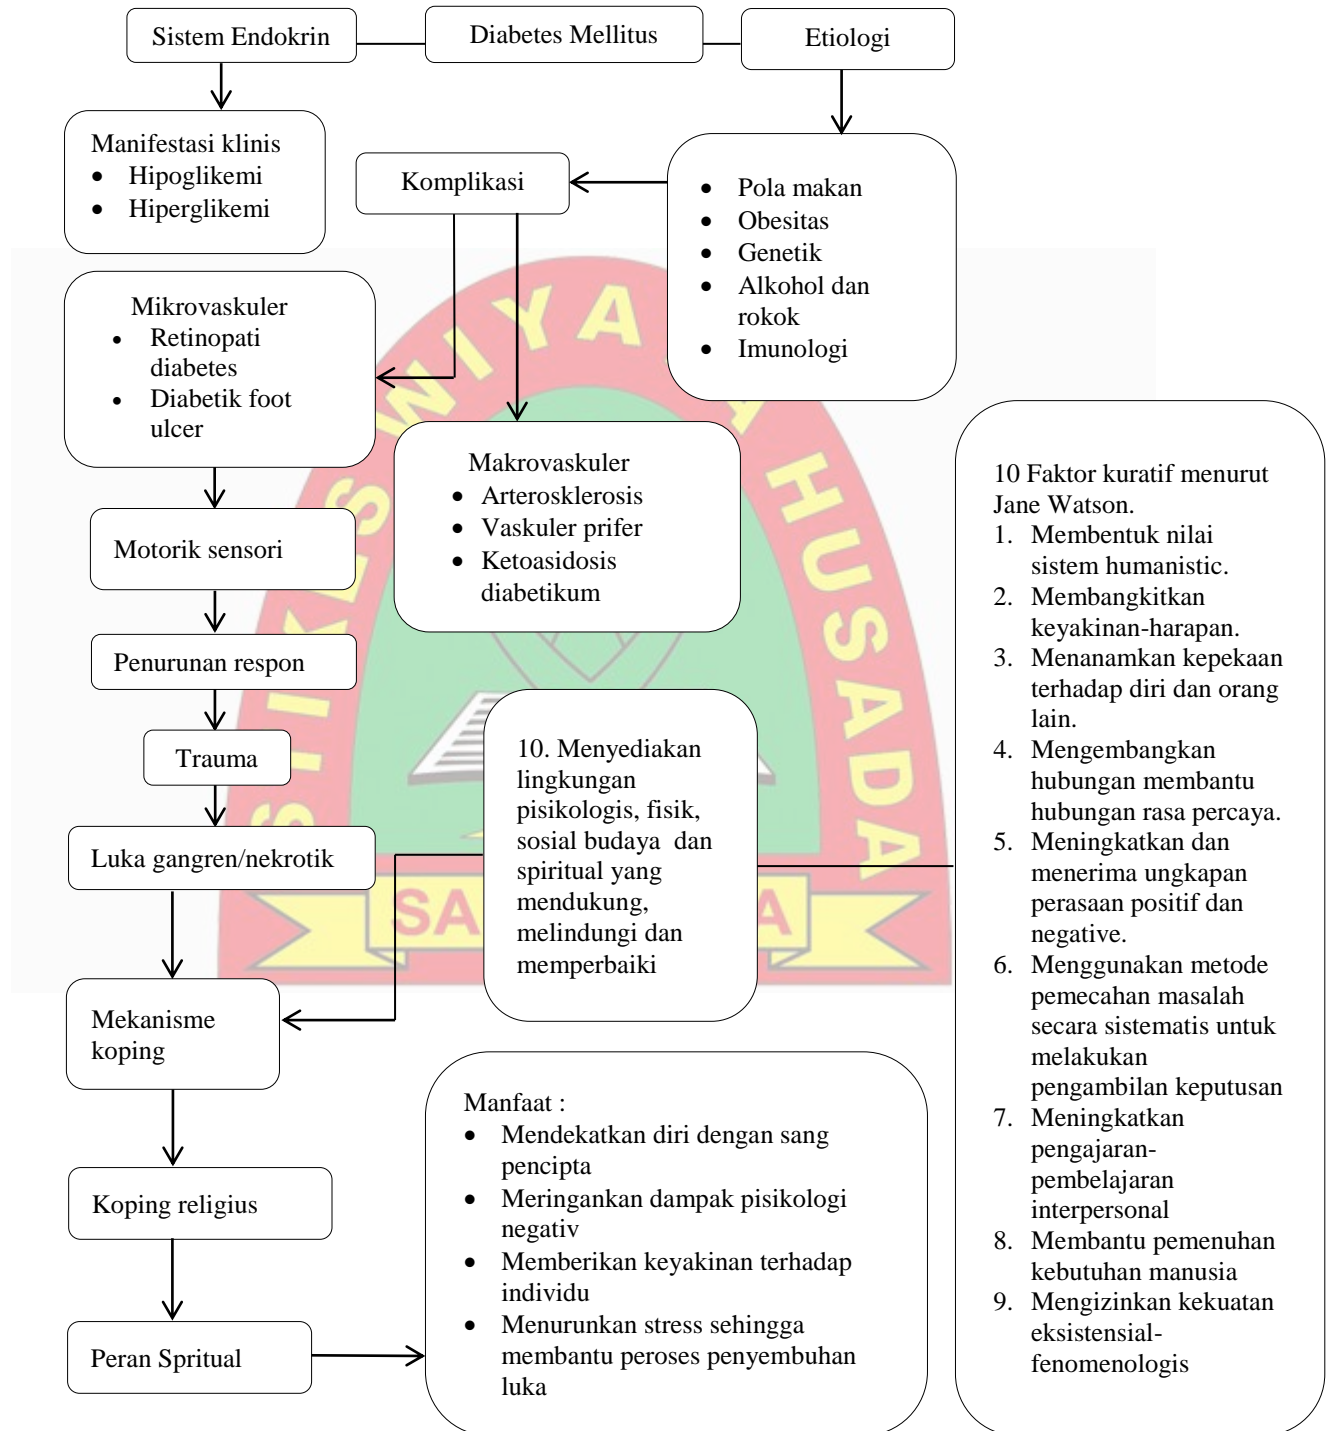 Sistem Endokrin
Diabetes Mellitus
Etiologi
Manifestasi klinis
• Hipoglikemi
• Hiperglikemi
Komplikasi
• Pola makan
• Obesitas
• Genetik
• Alkohol dan
rokok
• Imunologi
Mikrovaskuler
• Retinopati
diabetes
• Diabetik foot
ulcer
Makrovaskuler
• Arterosklerosis
• Vaskuler prifer
• Ketoasidosis
diabetikum
Motorik sensori
Penurunan respon
Trauma
Luka gangren/nekrotik
Mekanisme
koping
Koping religius
Peran Spritual
10. Menyediakan
lingkungan
pisikologis, fisik,
sosial budaya dan
spiritual yang
mendukung,
melindungi dan
memperbaiki
Manfaat :
• Mendekatkan diri dengan sang
pencipta
• Meringankan dampak pisikologi
negativ
• Memberikan keyakinan terhadap
individu
• Menurunkan stress sehingga
membantu peroses penyembuhan
luka
10 Faktor kuratif menurut
Jane Watson.
1. Membentuk nilai
sistem humanistic.
2. Membangkitkan
keyakinan-harapan.
3. Menanamkan kepekaan
terhadap diri dan orang
lain.
4. Mengembangkan
hubungan membantu
hubungan rasa percaya.
5. Meningkatkan dan
menerima ungkapan
perasaan positif dan
negative.
6. Menggunakan metode
pemecahan masalah
secara sistematis untuk
melakukan
pengambilan keputusan
7. Meningkatkan
pengajaran-
pembelajaran
interpersonal
8. Membantu pemenuhan
kebutuhan manusia
9. Mengizinkan kekuatan
eksistensial-
fenomenologis
HUSADA